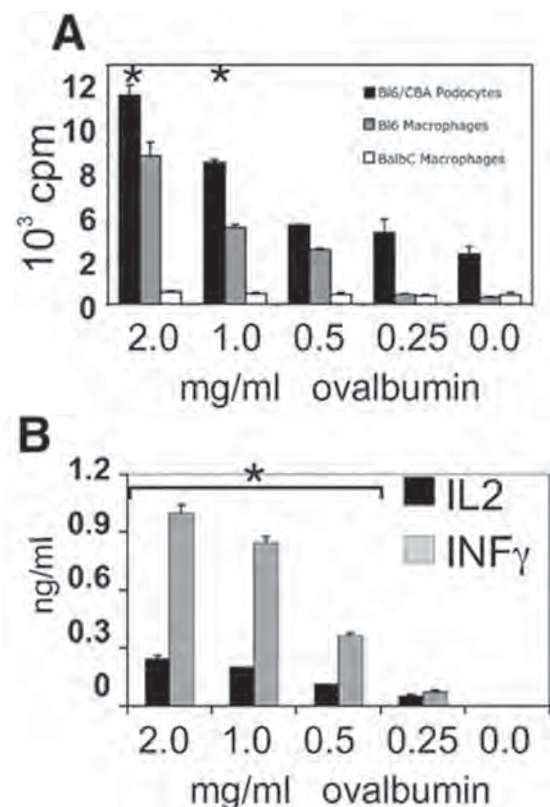 A
12
10
8
6
2
0
10³ cpm
*
*
Bl6/CBA Podocytes
Bl6 Macrophages
BalbC Macrophages
2.0 1.0 0.5 0.25 0.0
mg/ml ovalbumin
B
1.2
0.9
0.6
0.3
0
ng/ml
*
IL2
INFγ
2.0 1.0 0.5 0.25 0.0
mg/ml ovalbumin